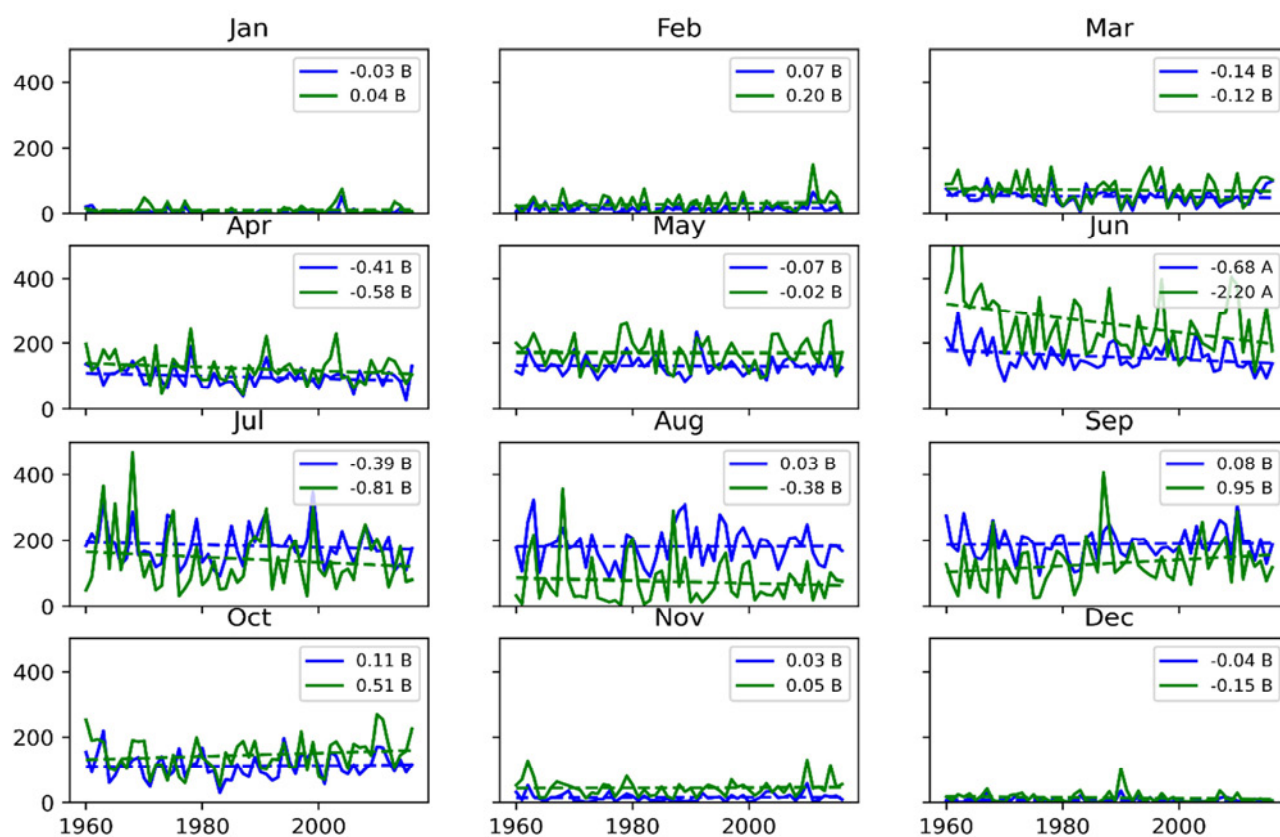 Jan Feb Mar
400
200
0
-0.03 B
0.04 B
0.07 B
0.20 B
-0.14 B
-0.12 B
Apr May Jun
400
200
0
-0.41 B
-0.58 B
-0.07 B
-0.02 B
-0.68 A
-2.20 A
Jul Aug Sep
400
200
0
-0.39 B
-0.81 B
0.03 B
-0.38 B
0.08 B
0.95 B
Oct Nov Dec
400
200
0
0.11 B
0.51 B
0.03 B
0.05 B
-0.04 B
-0.15 B
1960 1980 2000 1960 1980 2000 1960 1980 2000